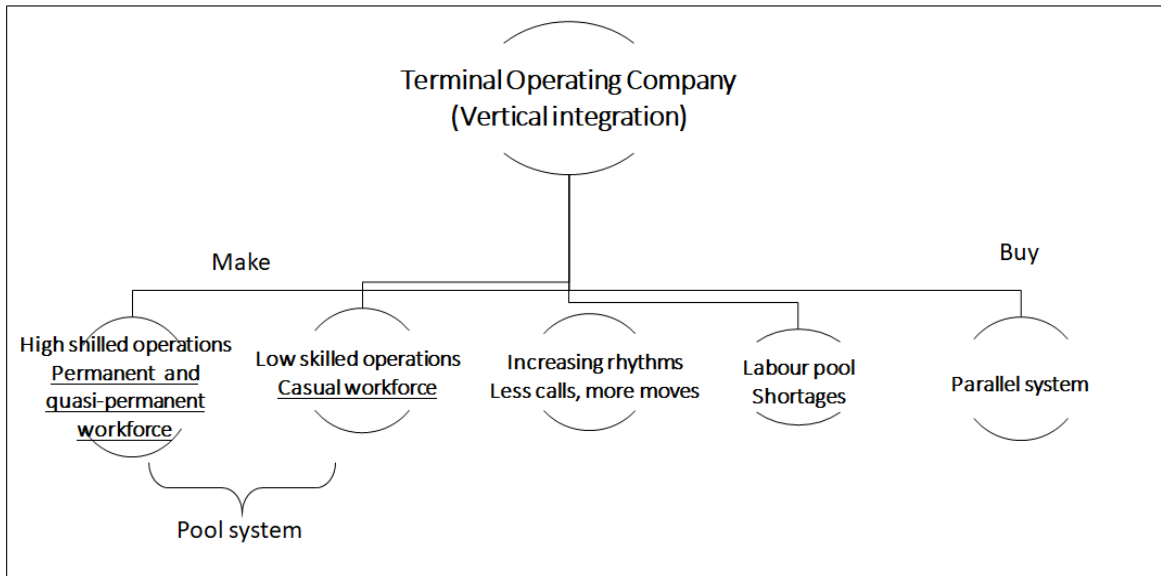 Terminal Operating Company
(Vertical integration)
Make
Buy
High shilled operations
Permanent and
quasi-permanent
workforce
Low skilled operations
Casual workforce
Increasing rhythms
Less calls, more moves
Labour pool
Shortages
Parallel system
Pool system